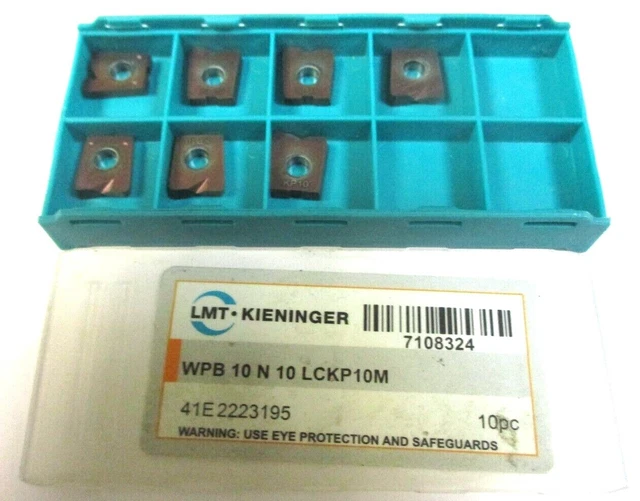 LMT·KIENINGER
7108324
WPB 10 N 10 LCKP10M
41E 2223195
10pc
WARNING: USE EYE PROTECTION AND SAFEGUARDS